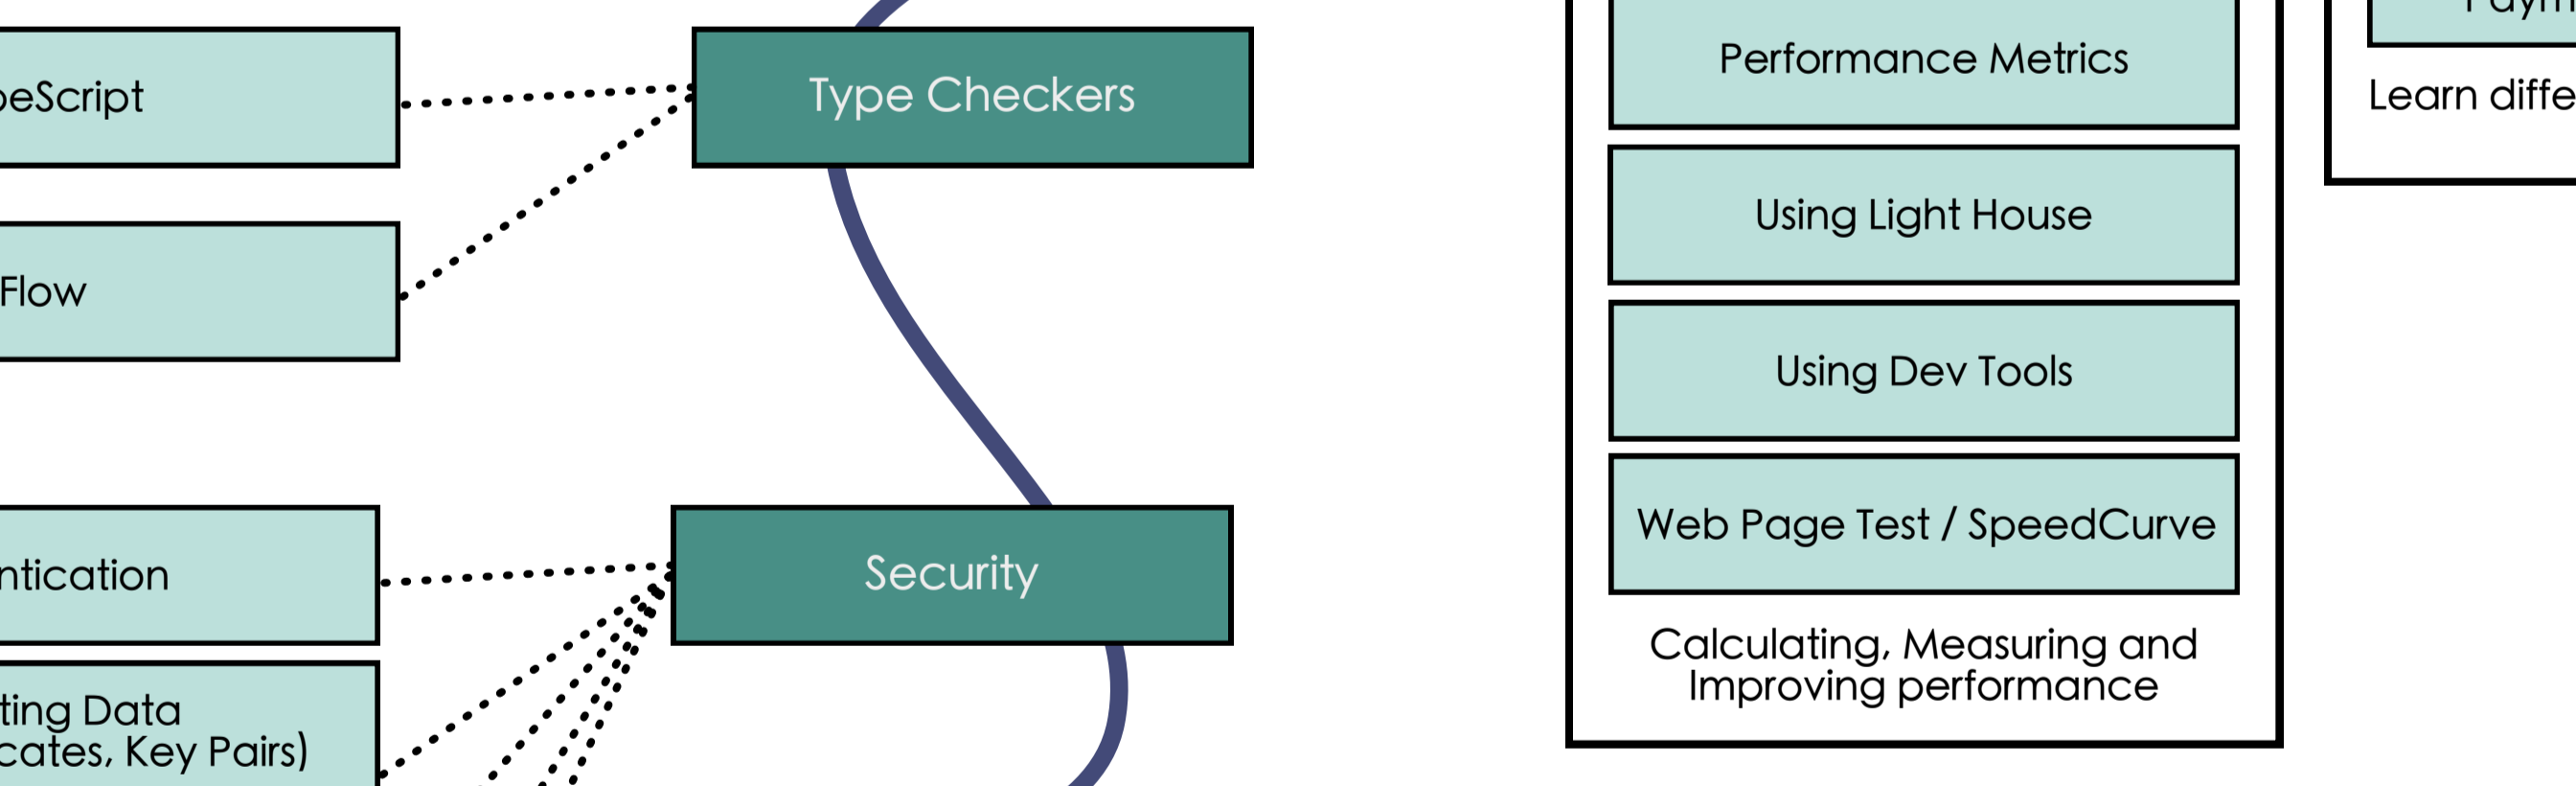 peScript
Flow
Type Checkers
ntication
ting Data
cates, Key Pairs)
Security
Performance Metrics
Using Light House
Using Dev Tools
Web Page Test / SpeedCurve
Calculating, Measuring and
Improving performance
Learn diffe